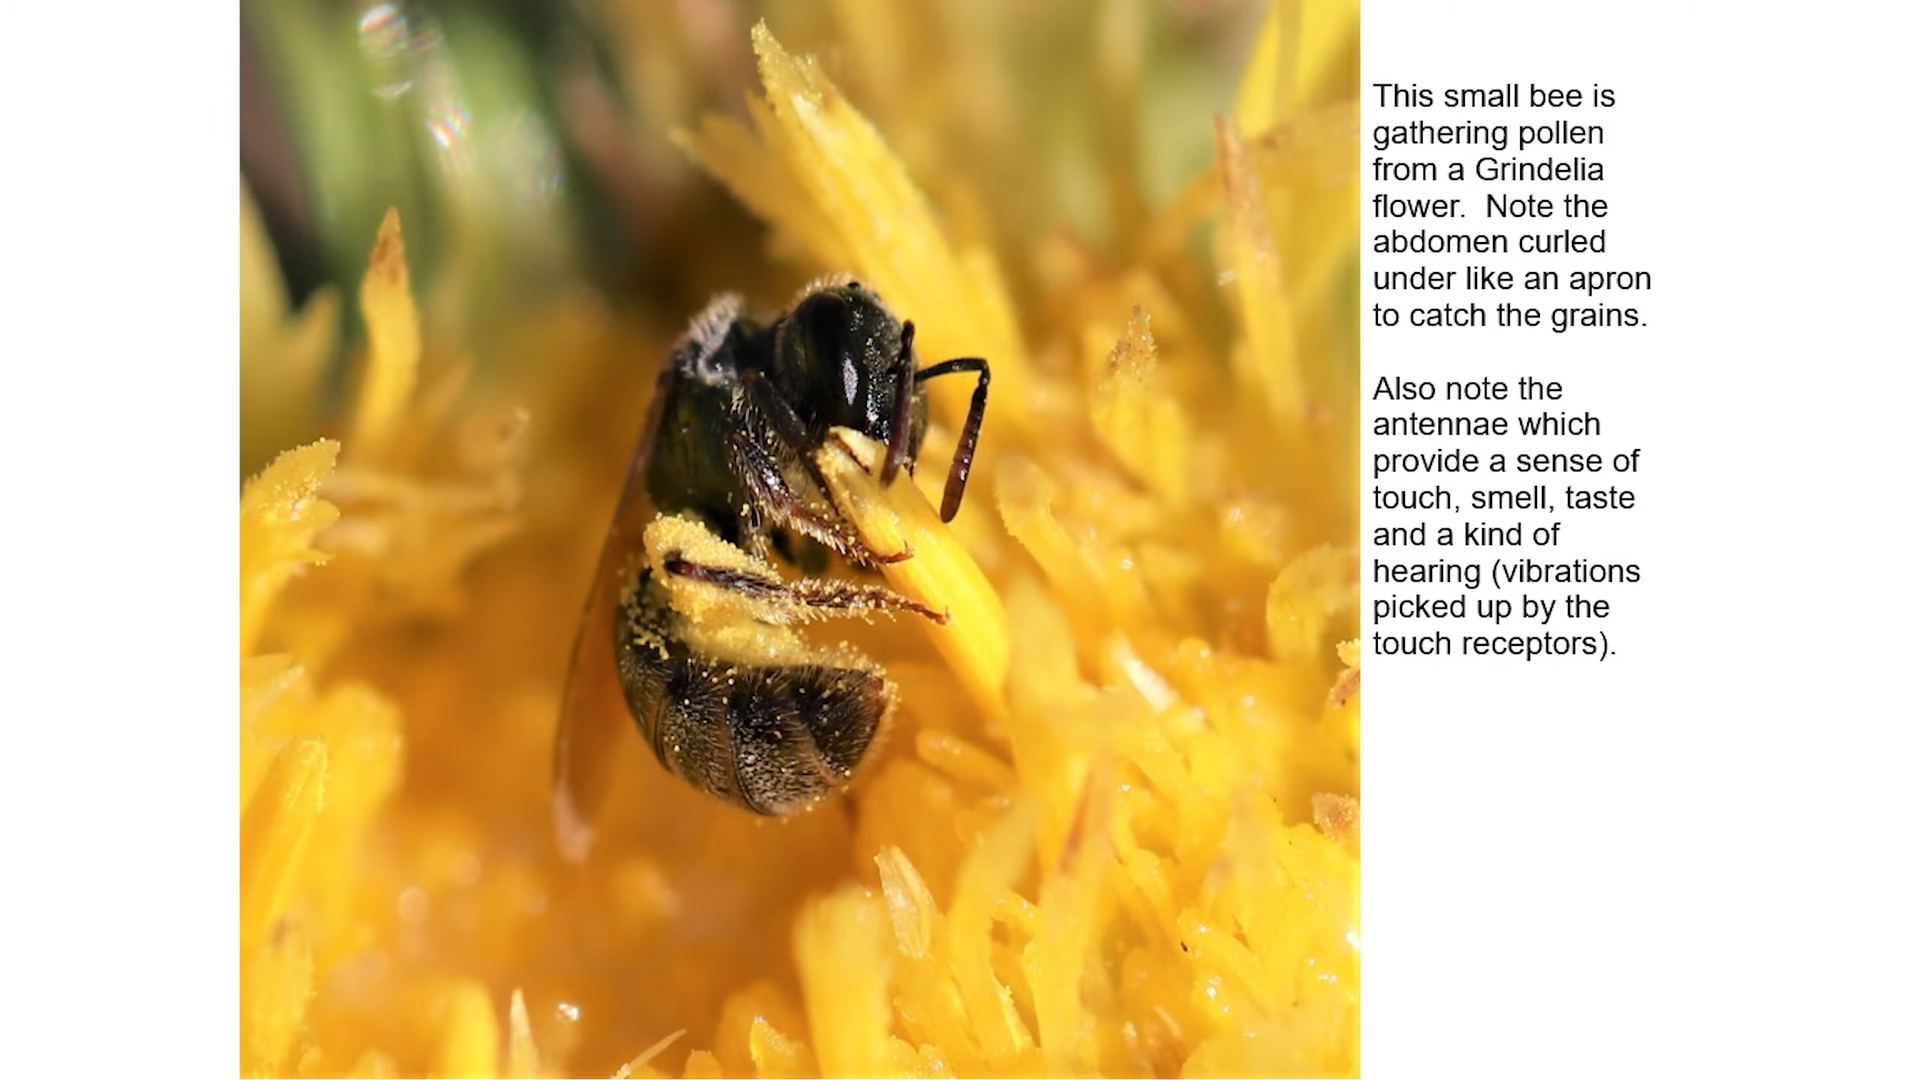 This small bee is
gathering pollen
from a Grindelia
flower.  Note the
abdomen curled
under like an apron
to catch the grains.

Also note the
antennae which
provide a sense of
touch, smell, taste
and a kind of
hearing (vibrations
picked up by the
touch receptors).